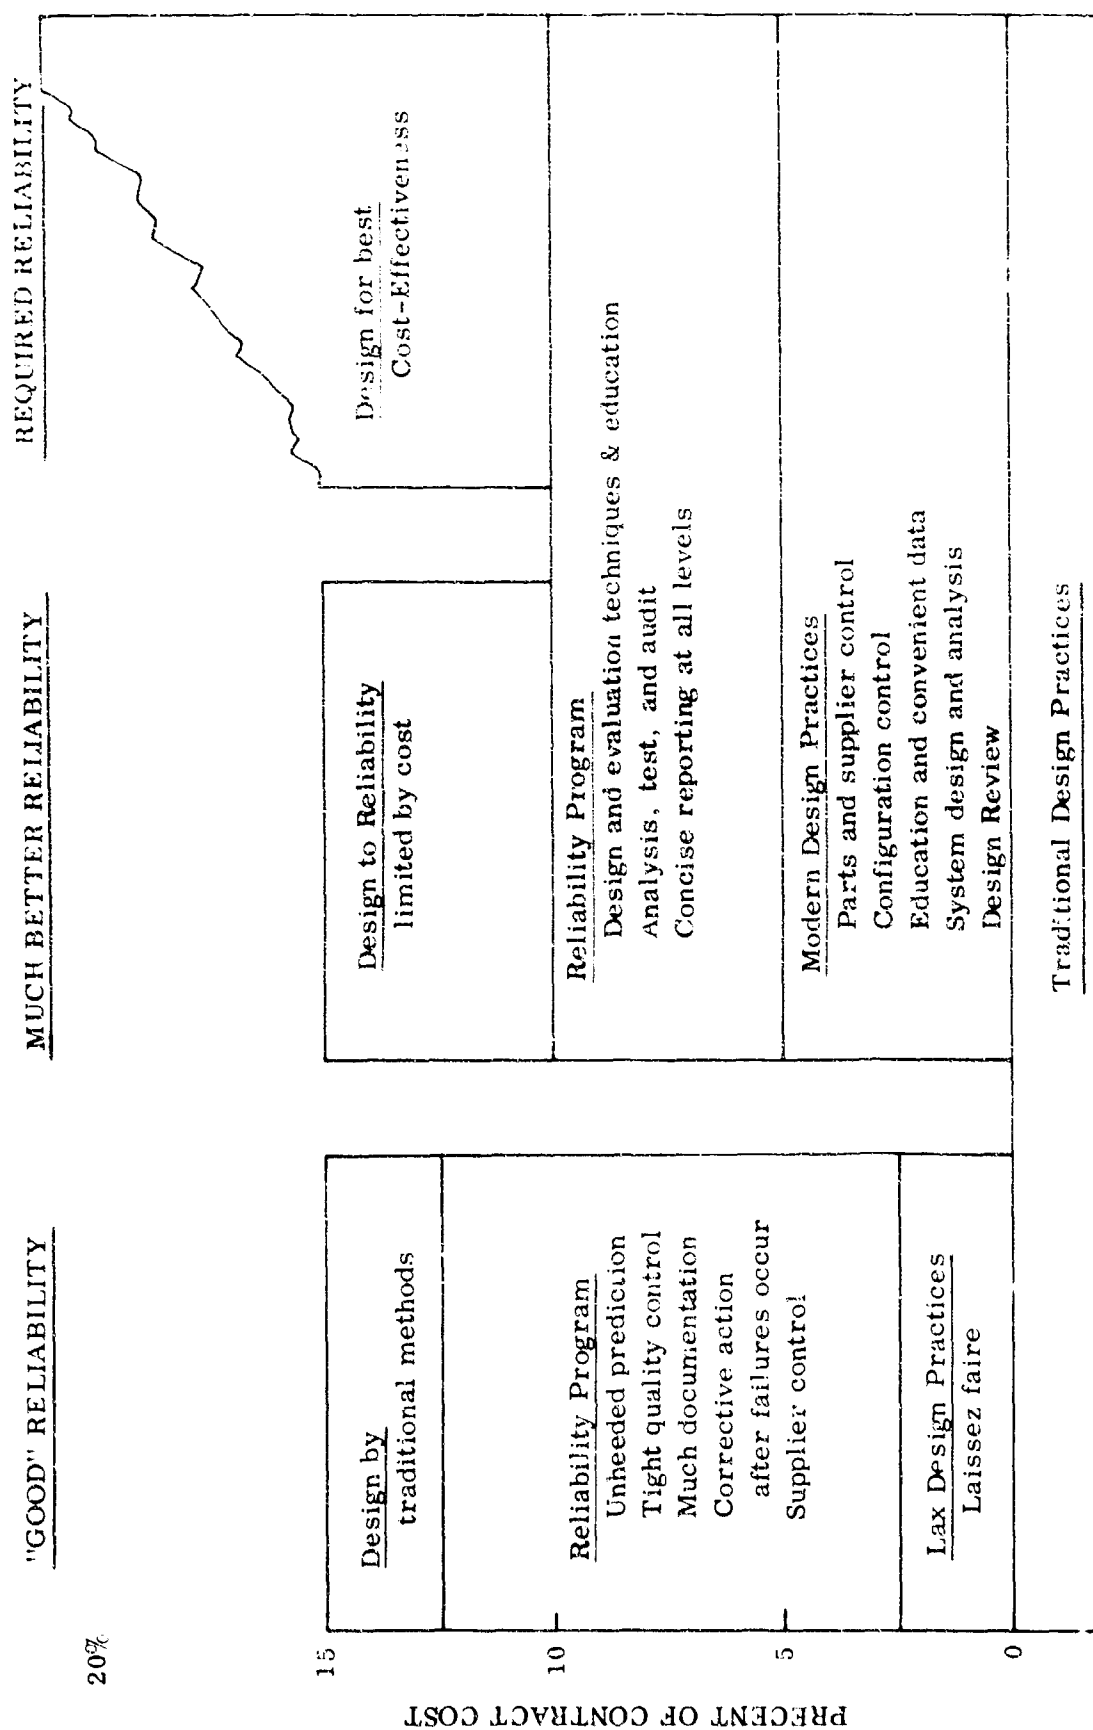 "GOOD" RELIABILITY
MUCH BETTER RELIABILITY
REQUIRED RELIABILITY
20%
15
10
5
0
PRECENT OF CONTRACT COST
Design by
traditional methods
Reliability Program
Unheeded prediction
Tight quality control
Much documentation
Corrective action
after failures occur
Supplier control
Lax Design Practices
Laissez faire
Design to Reliability
limited by cost
Design for best
Cost-Effectiveness
Reliability Program
Design and evaluation techniques & education
Analysis, test, and audit
Concise reporting at all levels
Modern Design Practices
Parts and supplier control
Configuration control
Education and convenient data
System design and analysis
Design Review
Traditional Design Practices